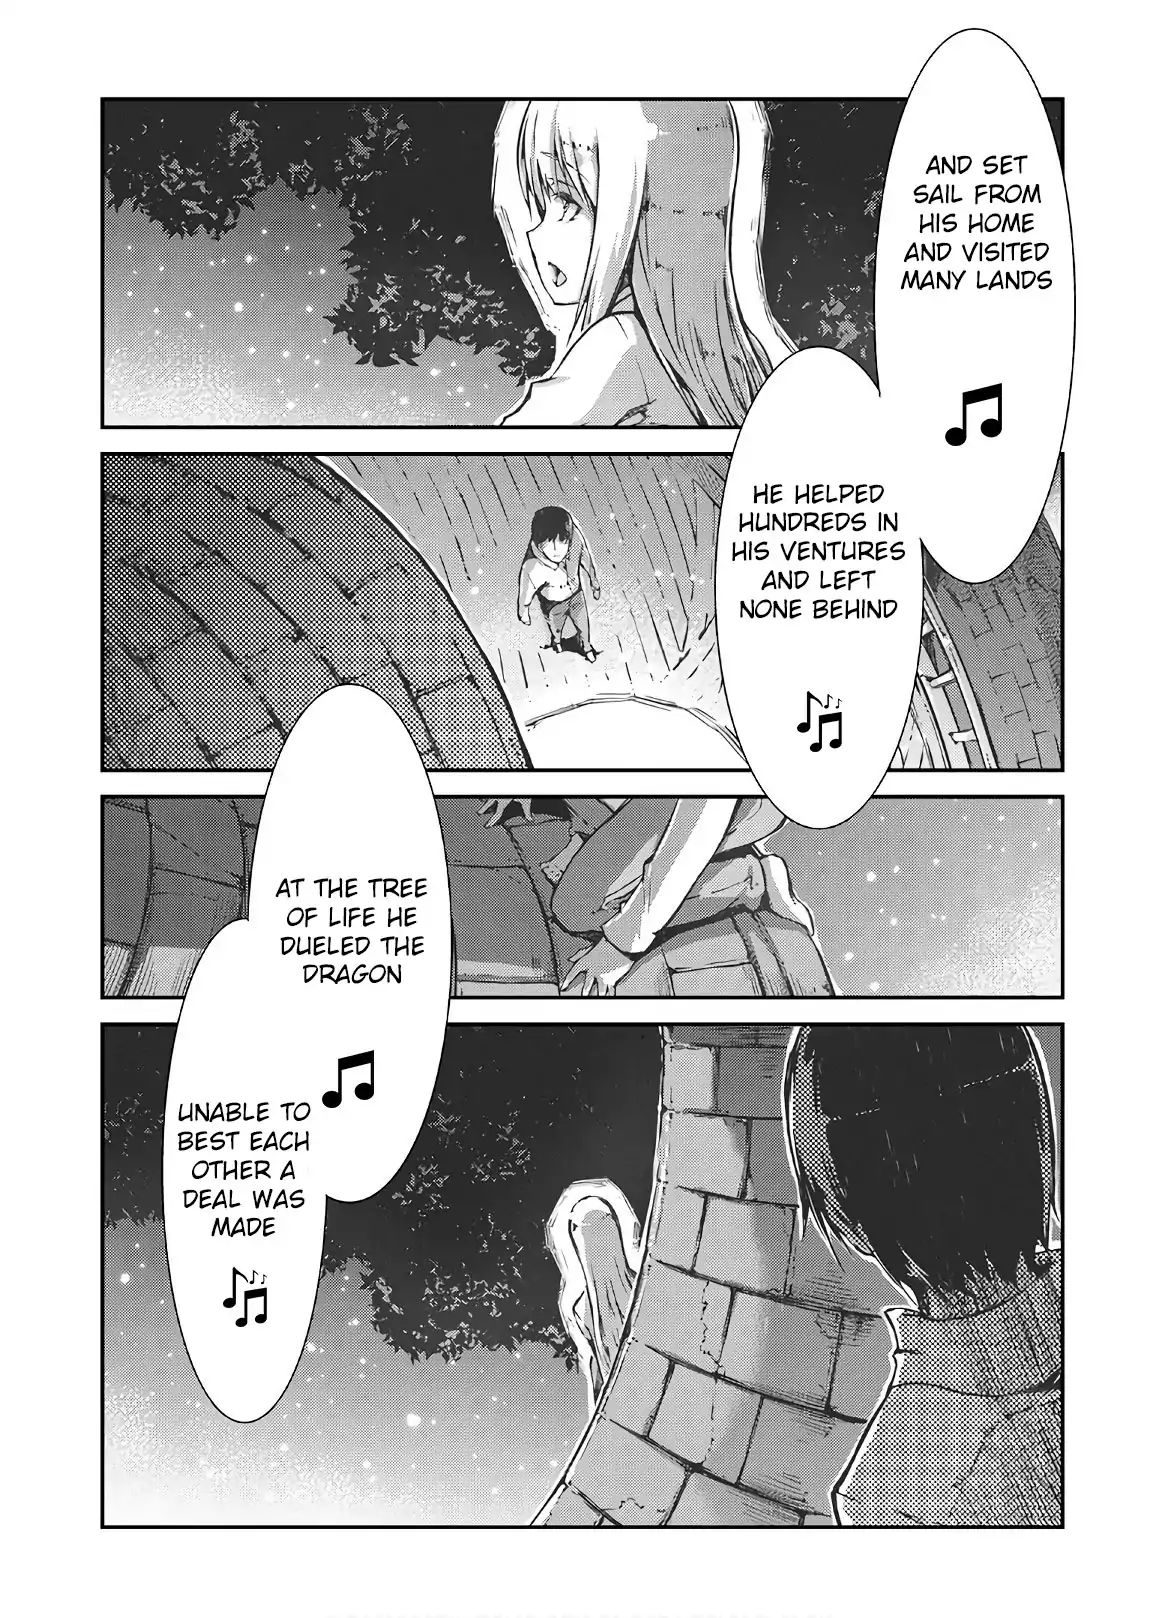 AND SET
SAIL FROM
HIS HOME
AND VISITED
MANY LANDS
HE HELPED
HUNDREDS IN
HIS VENTURES
AND LEFT
NONE BEHIND
AT THE TREE
OF LIFE HE
DUELED THE
DRAGON
UNABLE TO
BEST EACH
OTHER A
DEAL WAS
MADE